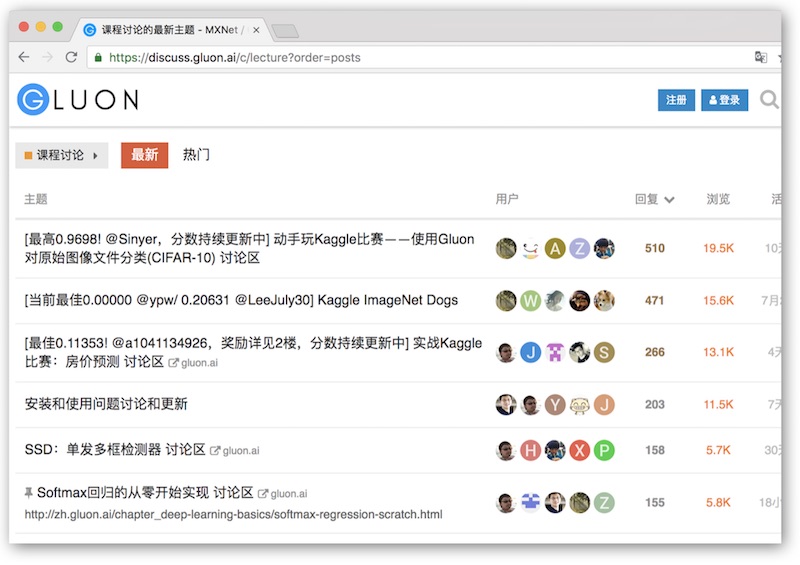 课程讨论的最新主题 - MXNet /
https://discuss.gluon.ai/c/lecture?order=posts
GLUON
注册
登录
课程讨论
最新
热门
主题
用户
回复
浏览
活
[最高0.9698! @Sinyer，分数持续更新中] 动手玩Kaggle比赛——使用Gluon
对原始图像文件分类(CIFAR-10) 讨论区
A
Z
510
19.5K
10天
[当前最佳0.00000 @ypw/ 0.20631 @LeeJuly30] Kaggle ImageNet Dogs
W
471
15.6K
7月
[最佳0.11353! @a1041134926，奖励详见2楼，分数持续更新中] 实战Kaggle
比赛：房价预测 讨论区 gluon.ai
J
S
266
13.1K
4天
安装和使用问题讨论和更新
Y
J
203
11.5K
7天
SSD：单发多框检测器 讨论区 gluon.ai
H
X
P
158
5.7K
30天
Softmax回归的从零开始实现 讨论区 gluon.ai
http://zh.gluon.ai/chapter_deep-learning-basics/softmax-regression-scratch.html
Z
155
5.8K
18小